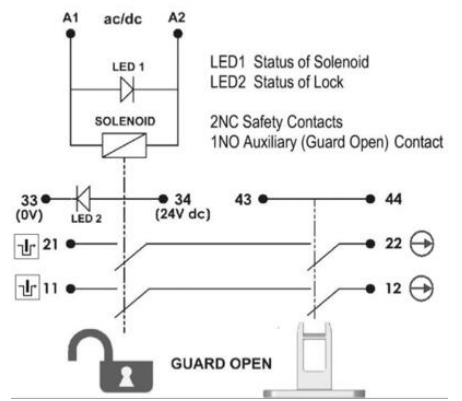 A1 ac/dc A2
LED 1
LED1 Status of Solenoid
LED2 Status of Lock
SOLENOID
2NC Safety Contacts
1NO Auxiliary (Guard Open) Contact
33 34 43 44
(0V) LED 2 (24V dc)
21 22
11 12
GUARD OPEN